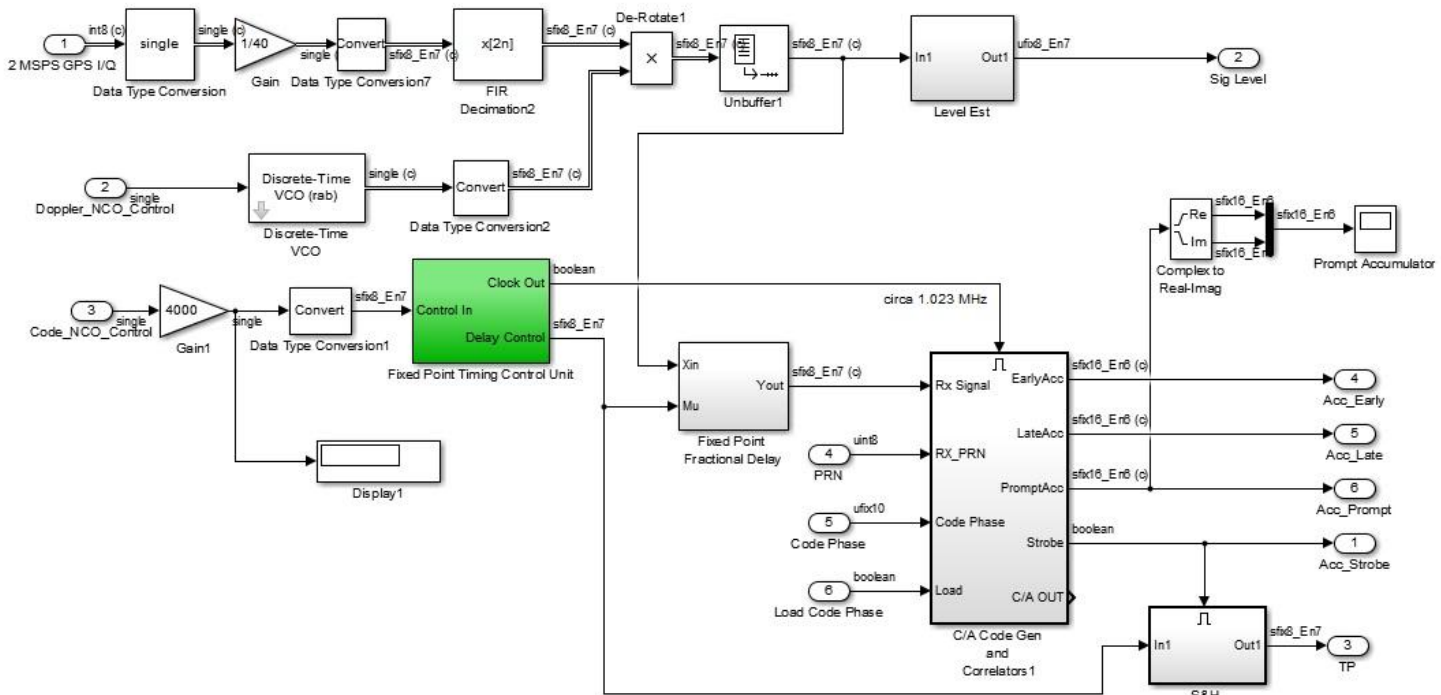 int8 (c)
1
2 MSPS GPS I/Q
single
Data Type Conversion
single (c)
1/40
Gain
single (c)
Convert
Data Type Conversion7
sfix8_En7 (c)
x[2n]
FIR
Decimation2
sfix8_En7 (c)
De-Rotate1
×
sfix8_En7 (c)
Unbuffer1
sfix8_En7 (c)
In1
Out1
Level Est
ufix8_En7
2
Sig Level
2
single
Doppler_NCO_Control
Discrete-Time
VCO (rab)
Discrete-Time
VCO
single (c)
Convert
Data Type Conversion2
sfix8_En7 (c)
sfix16_En6
Re
Im
sfix16_En6
Complex to
Real-Imag
sfix16_En6
Prompt Accumulator
3
single
Code_NCO_Control
4000
Gain1
single
Convert
Data Type Conversion1
sfix8_En7
Control In
Clock Out
Delay Control
Fixed Point Timing Control Unit
boolean
sfix8_En7
circa 1.023 MHz
Display1
Xin
Mu
Yout
Fixed Point
Fractional Delay
sfix8_En7 (c)
uint8
4
PRN
ufix10
5
Code Phase
boolean
6
Load Code Phase
Rx Signal
RX_PRN
Code Phase
Load
EarlyAcc
LateAcc
PromptAcc
Strobe
C/A OUT
C/A Code Gen
and
Correlators1
sfix16_En6 (c)
4
Acc_Early
sfix16_En6 (c)
5
Acc_Late
sfix16_En6 (c)
6
Acc_Prompt
boolean
1
Acc_Strobe
In1
Out1
S&H
sfix8_En7
3
TP